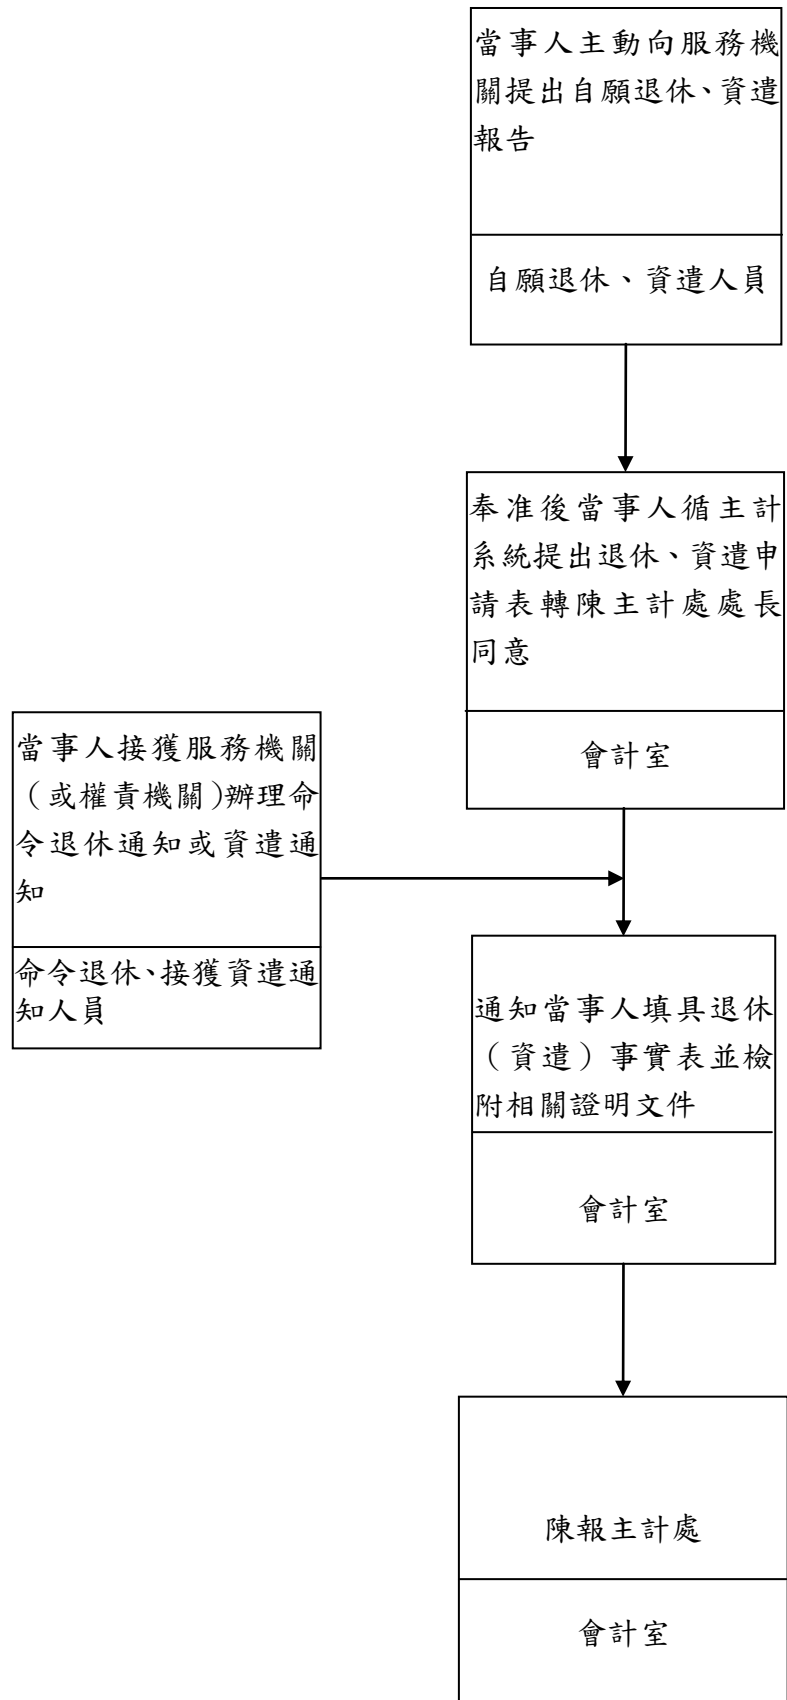 當事人主動向服務機
關提出自願退休、資遣
報告
自願退休、資遣人員
奉准後當事人循主計
系統提出退休、資遣申
請表轉陳主計處處長
同意
會計室
當事人接獲服務機關
（或權責機關)辦理命
令退休通知或資遣通
知
命令退休、接獲資遣通
知人員
通知當事人填具退休
（資遣）事實表並檢
附相關證明文件
會計室
陳報主計處
會計室